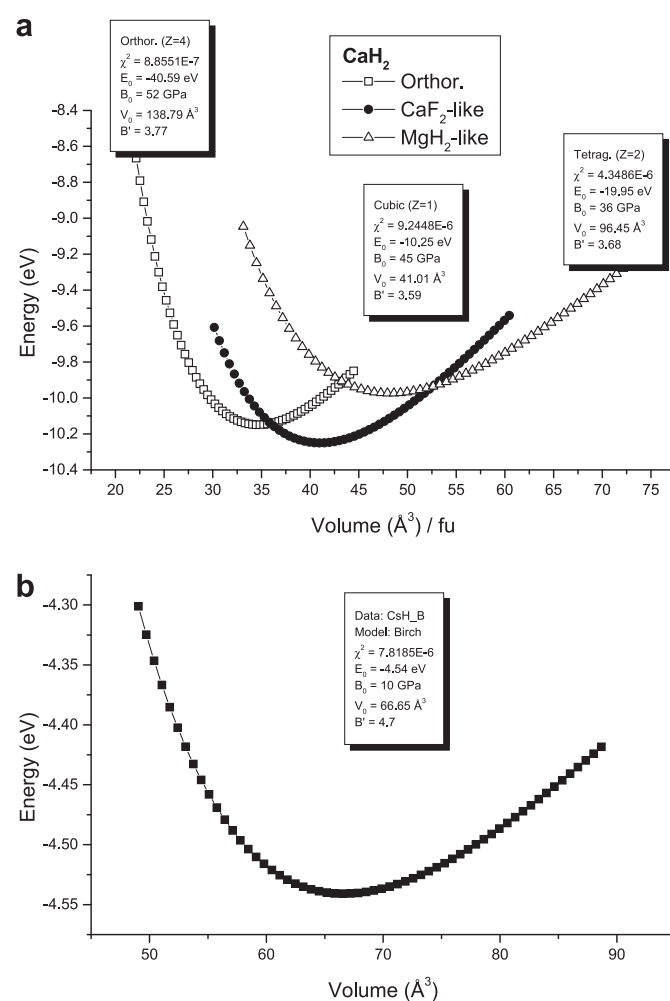 a
Orthor. (Z=4)
χ² = 8.8551E-7
E₀ = -40.59 eV
B₀ = 52 GPa
V₀ = 138.79 Å³
B' = 3.77
CaH₂
Orthor.
CaF₂-like
MgH₂-like
Cubic (Z=1)
χ² = 9.2448E-6
E₀ = -10.25 eV
B₀ = 45 GPa
V₀ = 41.01 Å³
B' = 3.59
Tetrag. (Z=2)
χ² = 4.3486E-6
E₀ = -19.95 eV
B₀ = 36 GPa
V₀ = 96.45 Å³
B' = 3.68
Energy (eV)
-8.4
-8.6
-8.8
-9.0
-9.2
-9.4
-9.6
-9.8
-10.0
-10.2
-10.4
20 25 30 35 40 45 50 55 60 65 70 75
Volume (Å³) / fu
b
Data: CsH_B
Model: Birch
χ² = 7.8185E-6
E₀ = -4.54 eV
B₀ = 10 GPa
V₀ = 66.65 Å³
B' = 4.7
Energy (eV)
-4.30
-4.35
-4.40
-4.45
-4.50
-4.55
50 60 70 80 90
Volume (Å³)